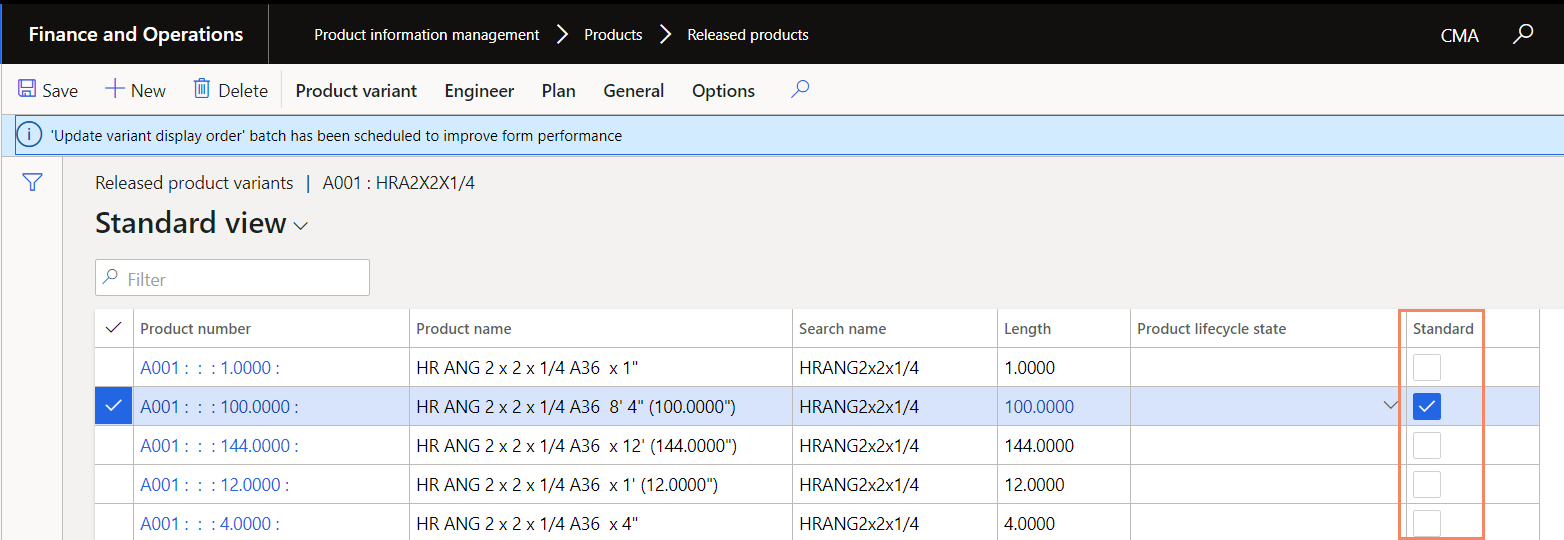 Finance and Operations Product information management Products Released products CMA
Save New Delete Product variant Engineer Plan General Options
'Update variant display order' batch has been scheduled to improve form performance
Released product variants | A001 : HRA2X2X1/4
Standard view
Filter
Product number Product name Search name Length Product lifecycle state Standard
A001 : : : 1.0000 : HR ANG 2 x 2 x 1/4 A36 x 1" HRANG2x2x1/4 1.0000
A001 : : : 100.0000 : HR ANG 2 x 2 x 1/4 A36 8' 4" (100.0000") HRANG2x2x1/4 100.0000
A001 : : : 144.0000 : HR ANG 2 x 2 x 1/4 A36 x 12' (144.0000") HRANG2x2x1/4 144.0000
A001 : : : 12.0000 : HR ANG 2 x 2 x 1/4 A36 x 1' (12.0000") HRANG2x2x1/4 12.0000
A001 : : : 4.0000 : HR ANG 2 x 2 x 1/4 A36 x 4" HRANG2x2x1/4 4.0000